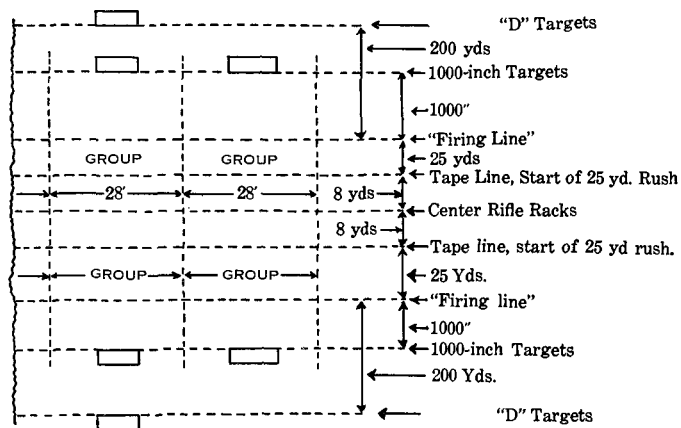 "D" Targets
200 yds
1000-inch Targets
1000"
"Firing Line"
GROUP GROUP
25 yds
Tape Line, Start of 25 yd. Rush
28' 28' 8 yds
Center Rifle Racks
8 yds
Tape line, start of 25 yd rush.
GROUP GROUP
25 Yds.
"Firing line"
1000"
1000-inch Targets
200 Yds.
"D" Targets